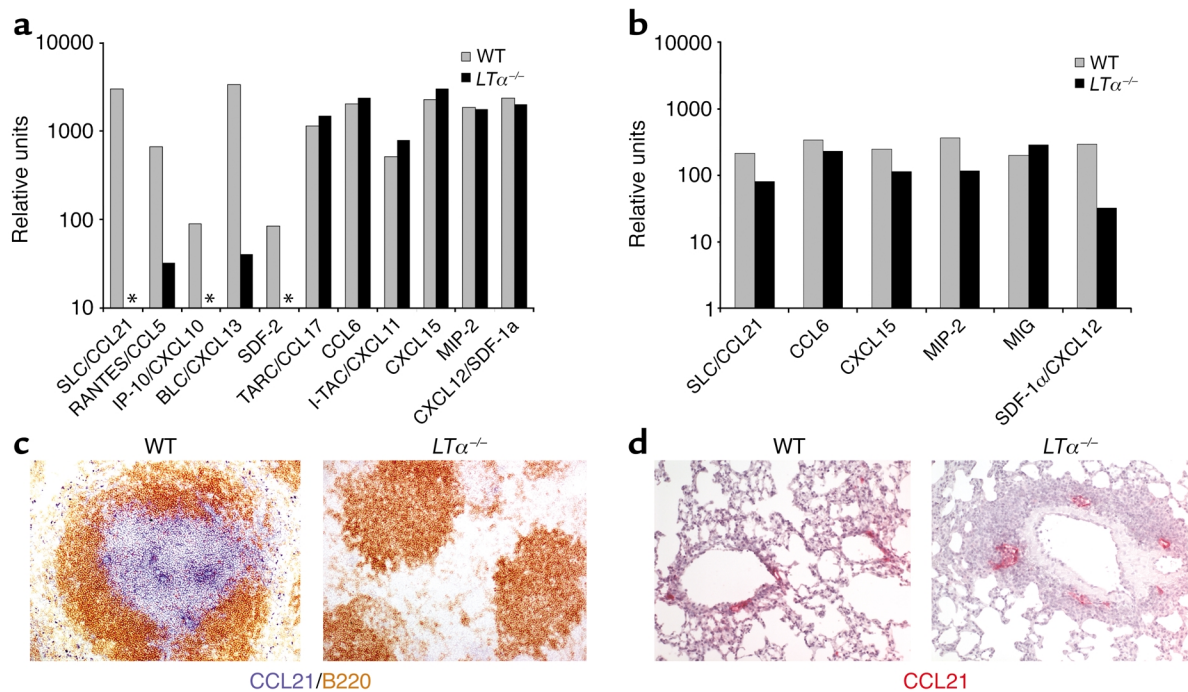 a
10000
1000
100
10
Relative units
WT
LTα–/–
*
*
*
SLC/CCL21
RANTES/CCL5
IP-10/CXCL10
BLC/CXCL13
SDF-2
TARC/CCL17
CCL6
I-TAC/CXCL11
CXCL15
MIP-2
CXCL12/SDF-1a
b
10000
1000
100
10
1
Relative units
WT
LTα–/–
SLC/CCL21
CCL6
CXCL15
MIP-2
MIG
SDF-1α/CXCL12
c
WT
LTα–/–
CCL21/B220
d
WT
LTα–/–
CCL21